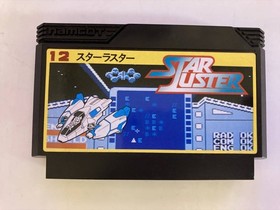 namcot
12 スターラスター
STAR
LUSTER
RAD OK
COM OK
ENG OK